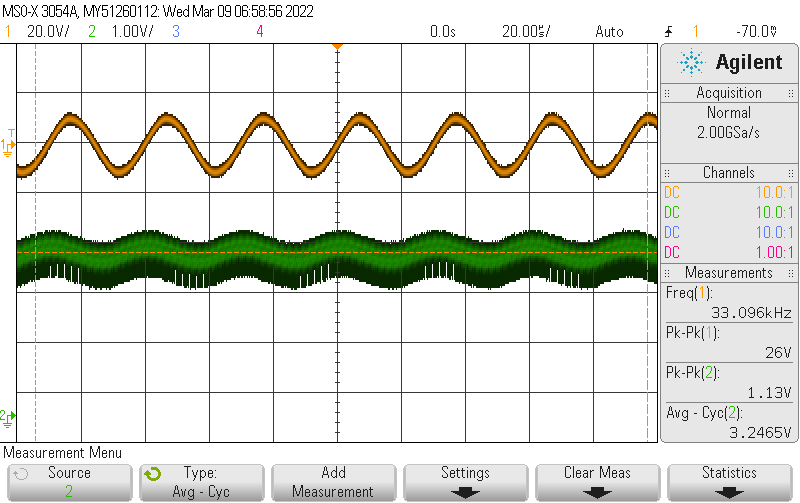 MSO-X 3054A, MY51260112: Wed Mar 09 06:58:56 2022
1 20.0V/ 2 1.00V/ 3 4 0.0s 20.00us/ Auto 1 -70.0V
Agilent
Acquisition
Normal
2.00GSa/s
Channels
DC 10.0:1
DC 10.0:1
DC 10.0:1
DC 1.00:1
Measurements
Freq(1):
33.096kHz
Pk-Pk(1):
26V
Pk-Pk(2):
1.13V
Avg - Cyc(2):
3.2465V
T
1
2
Measurement Menu
Source
2
Type:
Avg - Cyc
Add
Measurement
Settings
Clear Meas
Statistics